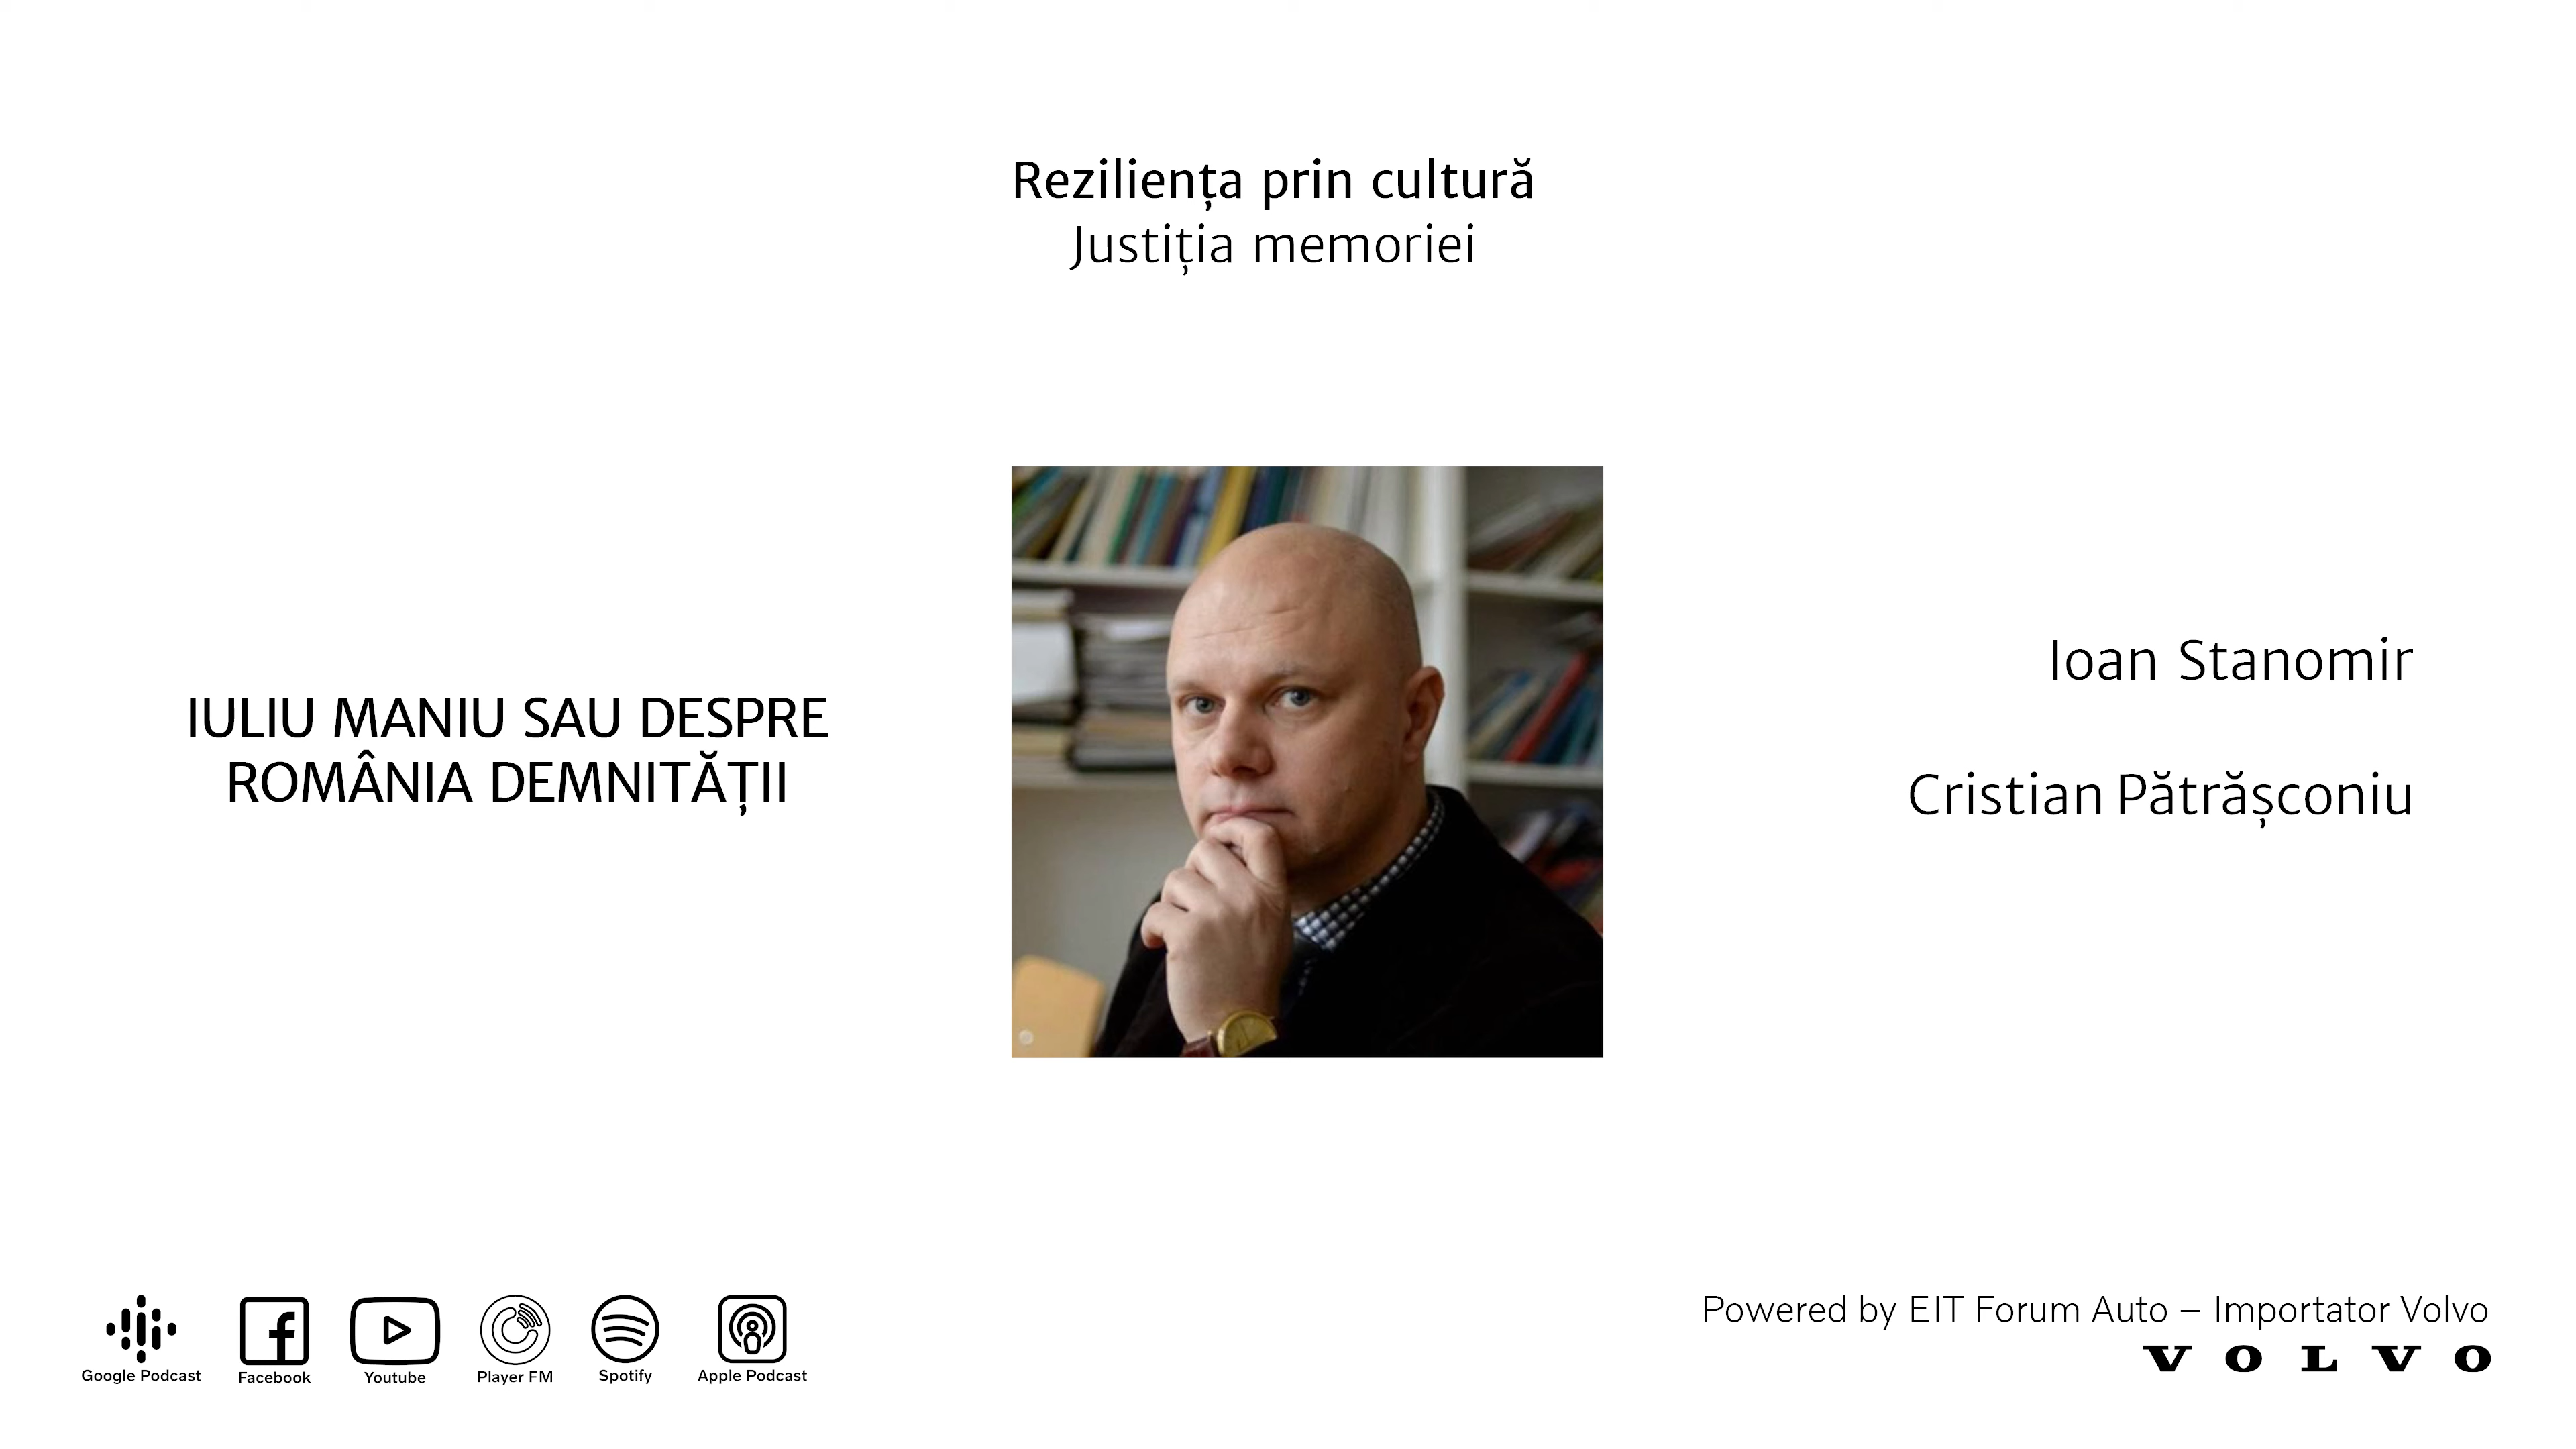 Reziliența prin cultură
Justiția memoriei
IULIU MANIU SAU DESPRE
ROMÂNIA DEMNITĂȚII
Ioan Stanomir
Cristian Pătrășconiu
Google Podcast
Facebook
Youtube
Player FM
Spotify
Apple Podcast
Powered by EIT Forum Auto – Importator Volvo
VOLVO